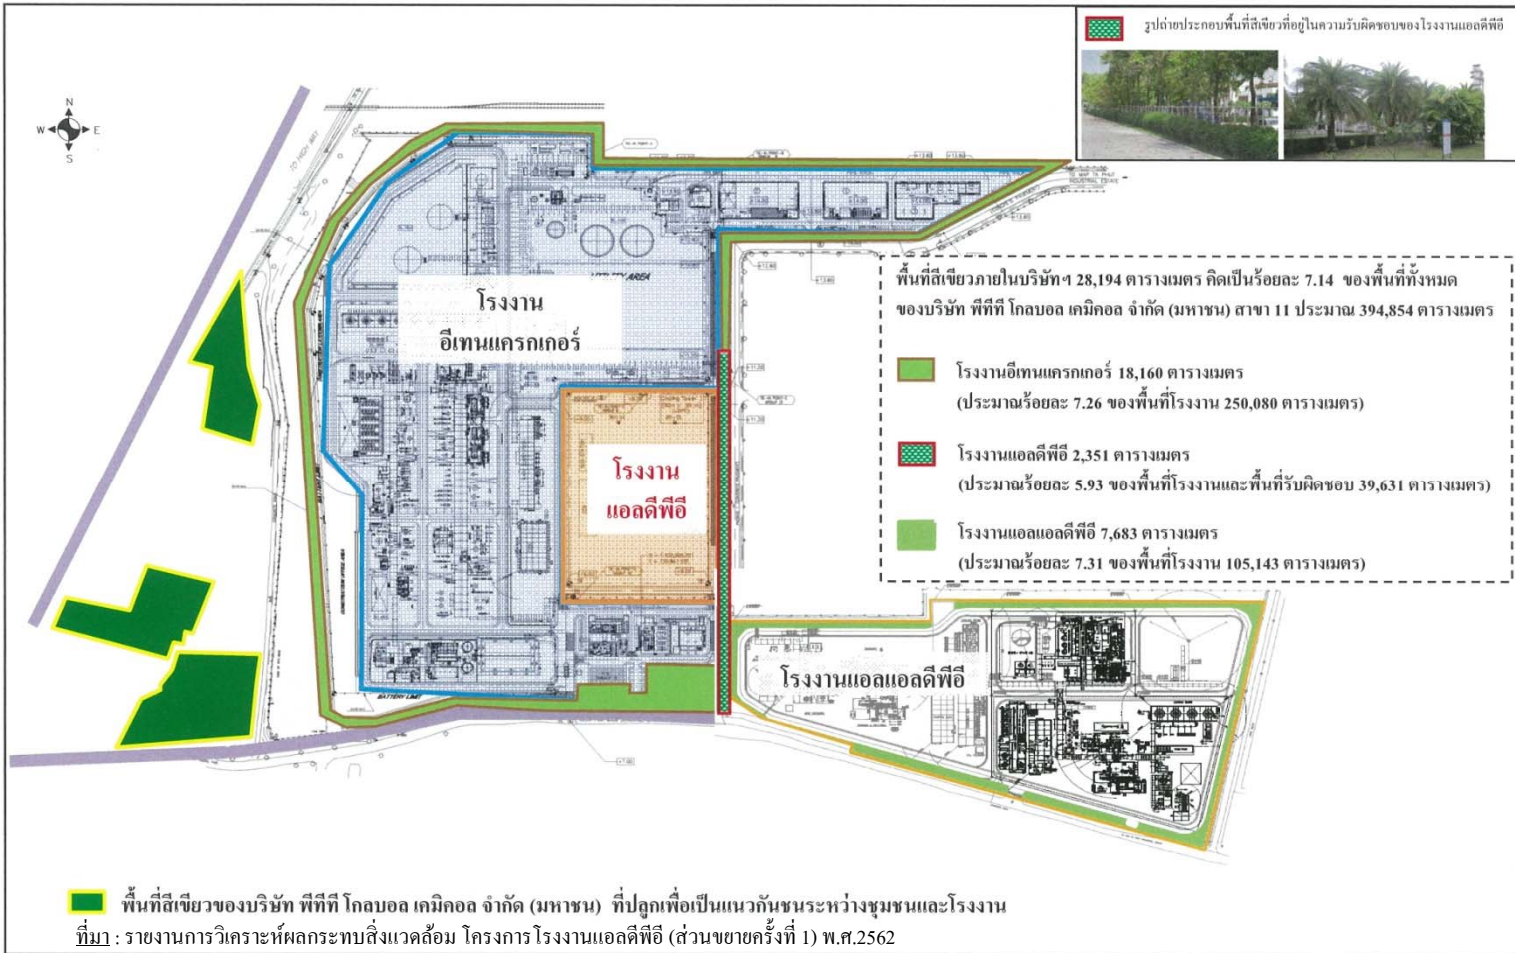 รูปถ่ายประกอบพื้นที่สีเขียวที่อยู่ในความรับผิดชอบของโรงงานแอลดีพีอี
N
W E
S
TO HIGH WAY
TO MAP TA PHUT
INDUSTRIAL ESTATE
UTILITY AREA
โรงงาน
อีเทนแครกเกอร์
พื้นที่สีเขียวภายในบริษัทฯ 28,194 ตารางเมตร คิดเป็นร้อยละ 7.14 ของพื้นที่ทั้งหมด
ของบริษัท พีทีที โกลบอล เคมิคอล จำกัด (มหาชน) สาขา 11 ประมาณ 394,854 ตารางเมตร
โรงงานอีเทนแครกเกอร์ 18,160 ตารางเมตร
(ประมาณร้อยละ 7.26 ของพื้นที่โรงงาน 250,080 ตารางเมตร)
โรงงานแอลดีพีอี 2,351 ตารางเมตร
(ประมาณร้อยละ 5.93 ของพื้นที่โรงงานและพื้นที่รับผิดชอบ 39,631 ตารางเมตร)
โรงงานแอลแอลดีพีอี 7,683 ตารางเมตร
(ประมาณร้อยละ 7.31 ของพื้นที่โรงงาน 105,143 ตารางเมตร)
โรงงาน
แอลดีพีอี
โรงงานแอลแอลดีพีอี
BATTERY LIMIT
พื้นที่สีเขียวของบริษัท พีทีที โกลบอล เคมิคอล จำกัด (มหาชน) ที่ปลูกเพื่อเป็นแนวกันชนระหว่างชุมชนและโรงงาน
ที่มา : รายงานการวิเคราะห์ผลกระทบสิ่งแวดล้อม โครงการโรงงานแอลดีพีอี (ส่วนขยายครั้งที่ 1) พ.ศ.2562